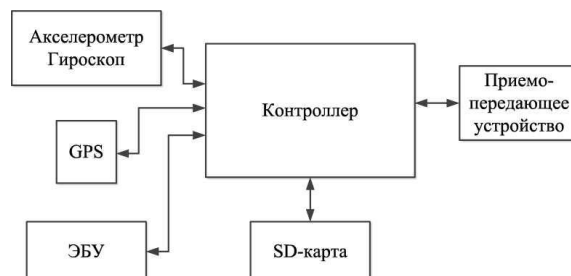 Акселерометр
Гироскоп
Контроллер
Приемо-
передающее
устройство
GPS
ЭБУ
SD-карта